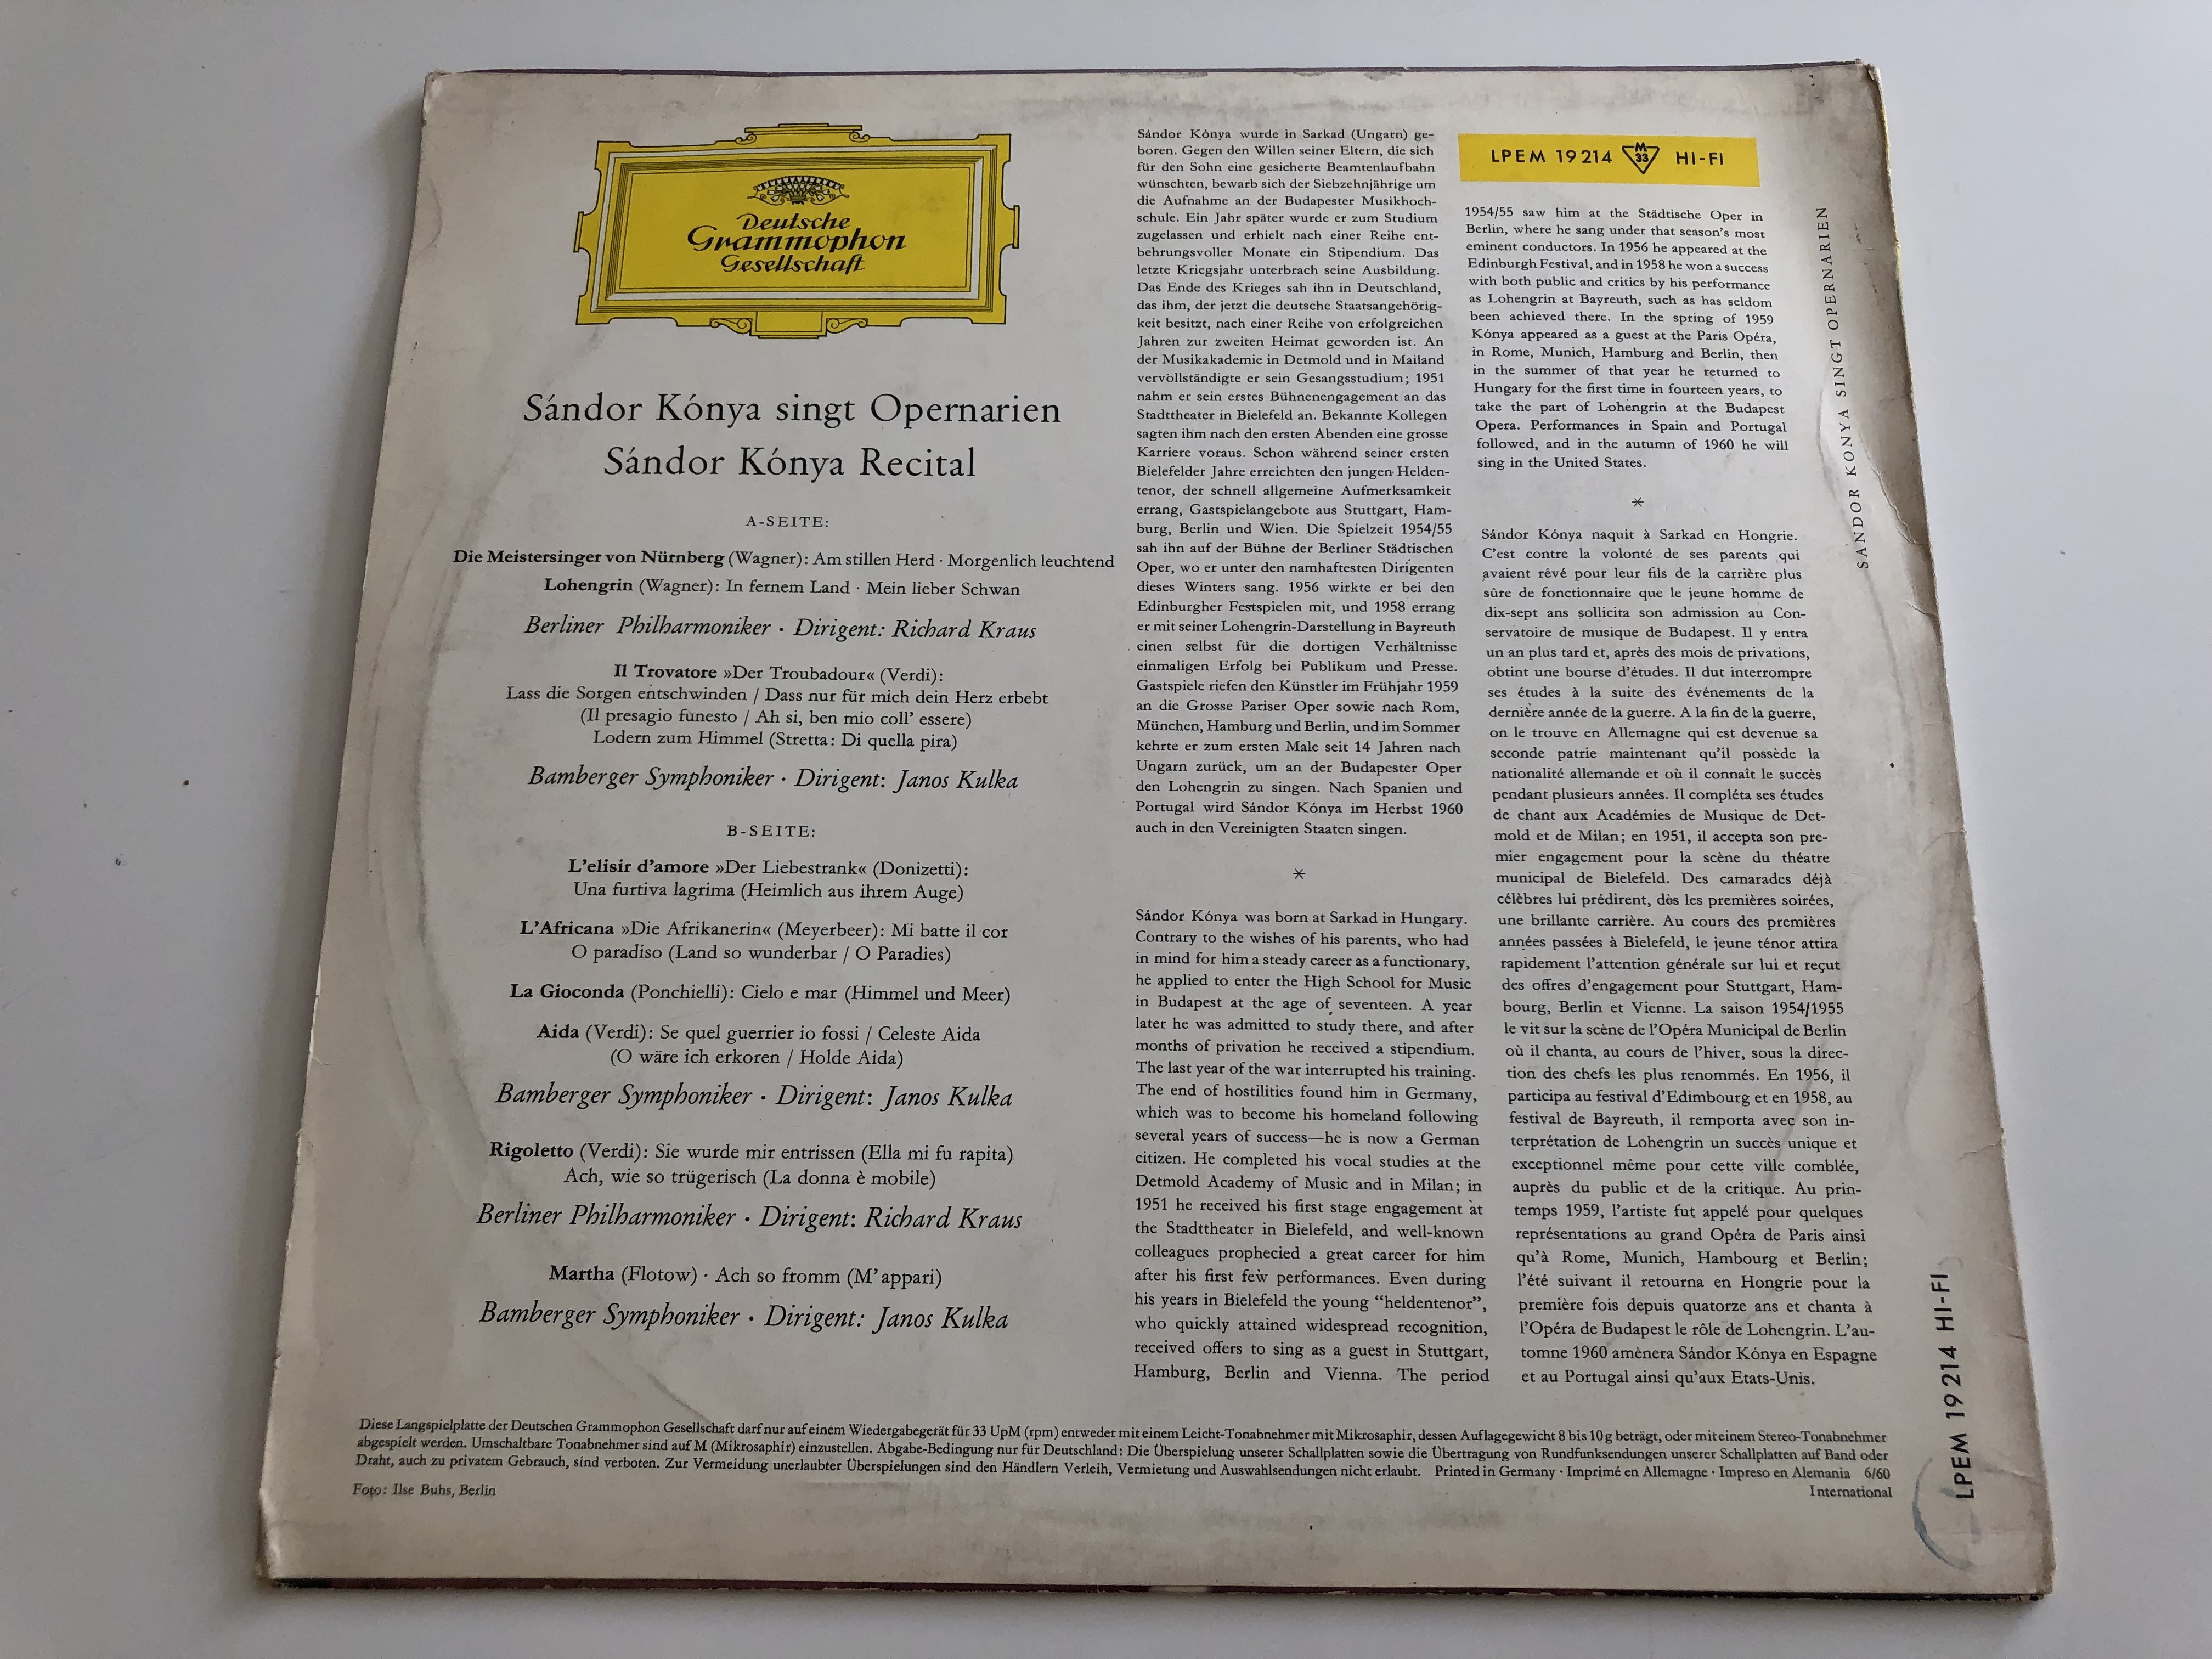 Deutsche
Grammophon
Gesellschaft
Sándor Kónya singt Opernarien
Sándor Kónya Recital
A-SEITE:
Die Meistersinger von Nürnberg (Wagner): Am stillen Herd · Morgenlich leuchtend
Lohengrin (Wagner): In fernem Land · Mein lieber Schwan
Berliner Philharmoniker · Dirigent: Richard Kraus
Il Trovatore »Der Troubadour« (Verdi):
Lass die Sorgen entschwinden / Dass nur für mich dein Herz erbebt
(Il presagio funesto / Ah si, ben mio coll' essere)
Lodern zum Himmel (Stretta: Di quella pira)
Bamberger Symphoniker · Dirigent: Janos Kulka
B-SEITE:
L'elisir d'amore »Der Liebestrank« (Donizetti):
Una furtiva lagrima (Heimlich aus ihrem Auge)
L'Africana »Die Afrikanerin« (Meyerbeer): Mi batte il cor
O paradiso (Land so wunderbar / O Paradies)
La Gioconda (Ponchielli): Cielo e mar (Himmel und Meer)
Aida (Verdi): Se quel guerrier io fossi / Celeste Aida
(O wäre ich erkoren / Holde Aida)
Bamberger Symphoniker · Dirigent: Janos Kulka
Rigoletto (Verdi): Sie wurde mir entrissen (Ella mi fu rapita)
Ach, wie so trügerisch (La donna è mobile)
Berliner Philharmoniker · Dirigent: Richard Kraus
Martha (Flotow) · Ach so fromm (M' appari)
Bamberger Symphoniker · Dirigent: Janos Kulka
Sándor Kónya wurde in Sarkad (Ungarn) ge-
boren. Gegen den Willen seiner Eltern, die sich
für den Sohn eine gesicherte Beamtenlaufbahn
wünschten, bewarb sich der Siebzehnjährige um
die Aufnahme an der Budapester Musikhoch-
schule. Ein Jahr später wurde er zum Studium
zugelassen und erhielt nach einer Reihe ent-
behrungsvoller Monate ein Stipendium. Das
letzte Kriegsjahr unterbrach seine Ausbildung.
Das Ende des Krieges sah ihn in Deutschland,
das ihm, der jetzt die deutsche Staatsangehörig-
keit besitzt, nach einer Reihe von erfolgreichen
Jahren zur zweiten Heimat geworden ist. An
der Musikakademie in Detmold und in Mailand
vervollständigte er sein Gesangsstudium; 1951
nahm er sein erstes Bühnenengagement an das
Stadttheater in Bielefeld an. Bekannte Kollegen
sagten ihm nach den ersten Abenden eine grosse
Karriere voraus. Schon während seiner ersten
Bielefelder Jahre erreichten den jungen Helden-
tenor, der schnell allgemeine Aufmerksamkeit
errang, Gastspielangebote aus Stuttgart, Ham-
burg, Berlin und Wien. Die Spielzeit 1954/55
sah ihn auf der Bühne der Berliner Städtischen
Oper, wo er unter den namhaftesten Dirigenten
dieses Winters sang. 1956 wirkte er bei den
Edinburgher Festspielen mit, und 1958 errang
er mit seiner Lohengrin-Darstellung in Bayreuth
einen selbst für die dortigen Verhältnisse
einmaligen Erfolg bei Publikum und Presse.
Gastspiele riefen den Künstler im Frühjahr 1959
an die Grosse Pariser Oper sowie nach Rom,
München, Hamburg und Berlin, und im Sommer
kehrte er zum ersten Male seit 14 Jahren nach
Ungarn zurück, um an der Budapester Oper
den Lohengrin zu singen. Nach Spanien und
Portugal wird Sándor Kónya im Herbst 1960
auch in den Vereinigten Staaten singen.
*
Sándor Kónya was born at Sarkad in Hungary.
Contrary to the wishes of his parents, who had
in mind for him a steady career as a functionary,
he applied to enter the High School for Music
in Budapest at the age of seventeen. A year
later he was admitted to study there, and after
months of privation he received a stipendium.
The last year of the war interrupted his training.
The end of hostilities found him in Germany,
which was to become his homeland following
several years of success—he is now a German
citizen. He completed his vocal studies at the
Detmold Academy of Music and in Milan; in
1951 he received his first stage engagement at
the Stadttheater in Bielefeld, and well-known
colleagues prophecied a great career for him
after his first few performances. Even during
his years in Bielefeld the young “heldentenor”,
who quickly attained widespread recognition,
received offers to sing as a guest in Stuttgart,
Hamburg, Berlin and Vienna. The period
LPEM 19 214 M 33 HI-FI
1954/55 saw him at the Städtische Oper in
Berlin, where he sang under that season's most
eminent conductors. In 1956 he appeared at the
Edinburgh Festival, and in 1958 he won a success
with both public and critics by his performance
as Lohengrin at Bayreuth, such as has seldom
been achieved there. In the spring of 1959
Kónya appeared as a guest at the Paris Opéra,
in Rome, Munich, Hamburg and Berlin, then
in the summer of that year he returned to
Hungary for the first time in fourteen years, to
take the part of Lohengrin at the Budapest
Opera. Performances in Spain and Portugal
followed, and in the autumn of 1960 he will
sing in the United States.
*
Sándor Kónya naquit à Sarkad en Hongrie.
C'est contre la volonté de ses parents qui
avaient rêvé pour leur fils de la carrière plus
sûre de fonctionnaire que le jeune homme de
dix-sept ans sollicita son admission au Con-
servatoire de musique de Budapest. Il y entra
un an plus tard et, après des mois de privations,
obtint une bourse d'études. Il dut interrompre
ses études à la suite des événements de la
dernière année de la guerre. A la fin de la guerre,
on le trouve en Allemagne qui est devenue sa
seconde patrie maintenant qu'il possède la
nationalité allemande et où il connaît le succès
pendant plusieurs années. Il compléta ses études
de chant aux Académies de Musique de Det-
mold et de Milan; en 1951, il accepta son pre-
mier engagement pour la scène du théatre
municipal de Bielefeld. Des camarades déjà
célèbres lui prédirent, dès les premières soirées,
une brillante carrière. Au cours des premières
années passées à Bielefeld, le jeune ténor attira
rapidement l'attention générale sur lui et reçut
des offres d'engagement pour Stuttgart, Ham-
bourg, Berlin et Vienne. La saison 1954/1955
le vit sur la scène de l'Opéra Municipal de Berlin
où il chanta, au cours de l'hiver, sous la direc-
tion des chefs les plus renommés. En 1956, il
participa au festival d'Edimbourg et en 1958, au
festival de Bayreuth, il remporta avec son in-
terprétation de Lohengrin un succès unique et
exceptionnel même pour cette ville comblée,
auprès du public et de la critique. Au prin-
temps 1959, l'artiste fut appelé pour quelques
représentations au grand Opéra de Paris ainsi
qu'à Rome, Munich, Hambourg et Berlin;
l'été suivant il retourna en Hongrie pour la
première fois depuis quatorze ans et chanta à
l'Opéra de Budapest le rôle de Lohengrin. L'au-
tomne 1960 amènera Sándor Kónya en Espagne
et au Portugal ainsi qu'aux Etats-Unis.
SÁNDOR KÓNYA SINGT OPERNARIEN
LPEM 19 214 HI-FI
Diese Langspielplatte der Deutschen Grammophon Gesellschaft darf nur auf einem Wiedergabegerät für 33 UpM (rpm) entweder mit einem Leicht-Tonabnehmer mit Mikrosaphir, dessen Auflagegewicht 8 bis 10 g beträgt, oder mit einem Stereo-Tonabnehmer
abgespielt werden. Umschaltbare Tonabnehmer sind auf M (Mikrosaphir) einzustellen. Abgabe-Bedingung nur für Deutschland: Die Überspielung unserer Schallplatten sowie die Übertragung von Rundfunksendungen unserer Schallplatten auf Band oder
Draht, auch zu privatem Gebrauch, sind verboten. Zur Vermeidung unerlaubter Überspielungen sind den Händlern Verleih, Vermietung und Auswahlsendungen nicht erlaubt. Printed in Germany · Imprimé en Allemagne · Impreso en Alemania 6/60
Foto: Ilse Buhs, Berlin
International